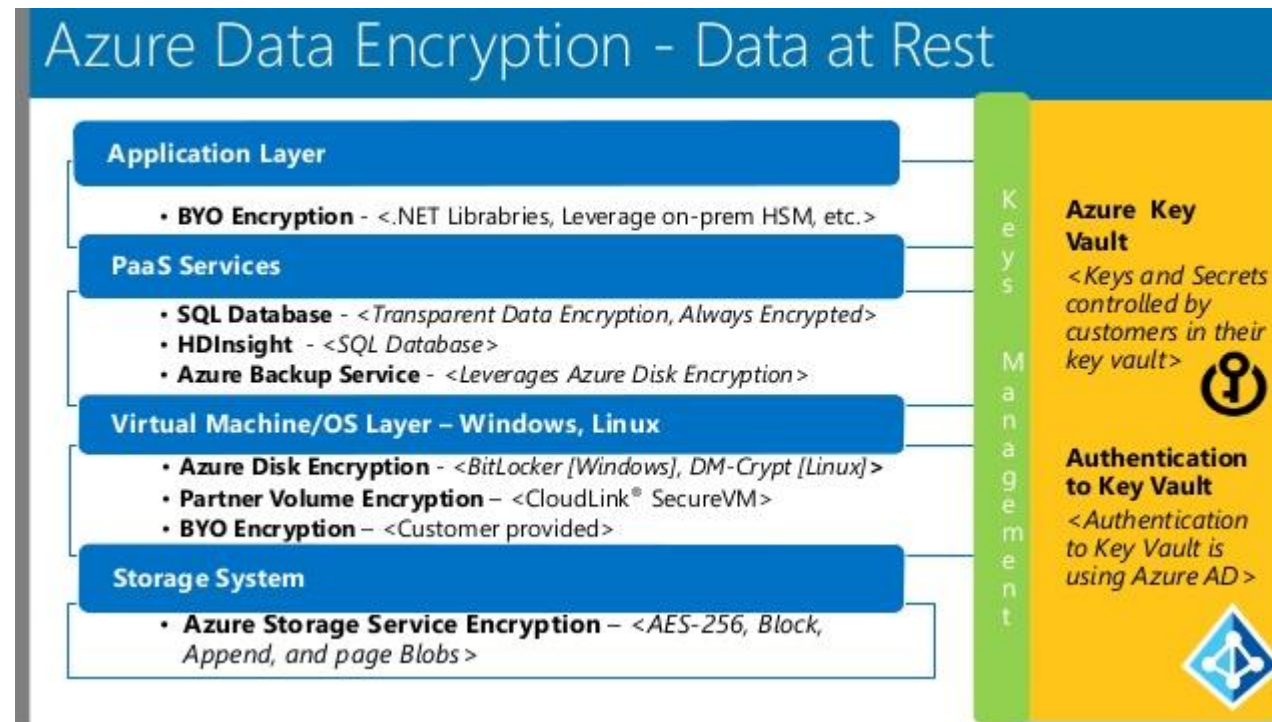 Azure Data Encryption - Data at Rest
Application Layer
• BYO Encryption - <.NET Librabries, Leverage on-prem HSM, etc.>
PaaS Services
• SQL Database - <Transparent Data Encryption, Always Encrypted>
• HDInsight - <SQL Database>
• Azure Backup Service - <Leverages Azure Disk Encryption>
Virtual Machine/OS Layer – Windows, Linux
• Azure Disk Encryption - <BitLocker [Windows], DM-Crypt [Linux]>
• Partner Volume Encryption – <CloudLink® SecureVM>
• BYO Encryption – <Customer provided>
Storage System
• Azure Storage Service Encryption – <AES-256, Block,
Append, and page Blobs>
Keys Management
Azure Key
Vault
<Keys and Secrets
controlled by
customers in their
key vault>
Authentication
to Key Vault
<Authentication
to Key Vault is
using Azure AD>